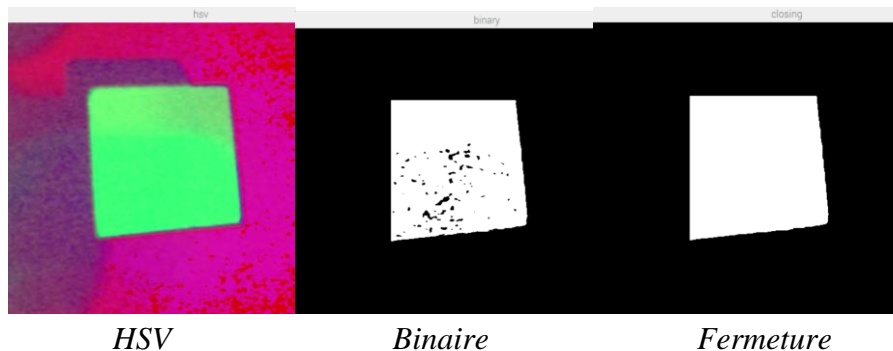 hsv
binary
closing
HSV
Binaire
Fermeture